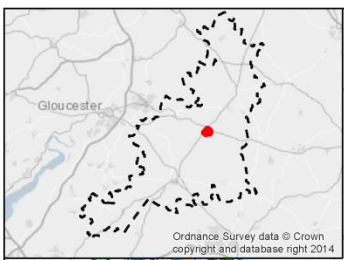 Gloucester
Ordnance Survey data © Crown
copyright and database right 2014